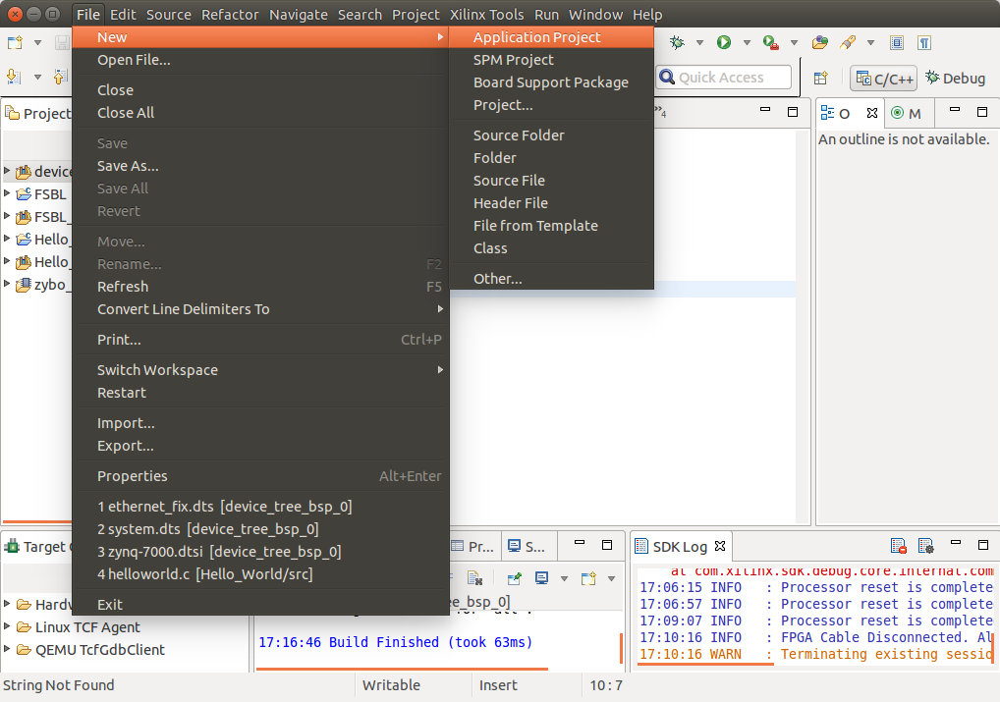 File Edit Source Refactor Navigate Search Project Xilinx Tools Run Window Help
New
Open File...
Close
Close All
Save
Save As...
Save All
Revert
Move...
Rename... F2
Refresh F5
Convert Line Delimiters To
Print... Ctrl+P
Switch Workspace
Restart
Import...
Export...
Properties Alt+Enter
1 ethernet_fix.dts [device_tree_bsp_0]
2 system.dts [device_tree_bsp_0]
3 zynq-7000.dtsi [device_tree_bsp_0]
4 helloworld.c [Hello_World/src]
Exit
Application Project
SPM Project
Board Support Package
Project...
Source Folder
Folder
Source File
Header File
File from Template
Class
Other...
Quick Access
C/C++
Debug
Project
device
FSBL
FSBL_
Hello_
Hello_
zybo_
4
O
M
An outline is not available.
Target C
Hardw
Linux TCF Agent
QEMU TcfGdbClient
Pr...
S...
e_bsp_0]
17:16:46 Build Finished (took 63ms)
SDK Log
at com.xilinx.sdk.debug.core.internal.com
17:06:15 INFO : Processor reset is complete
17:06:57 INFO : Processor reset is complete
17:09:07 INFO : Processor reset is complete
17:10:16 INFO : FPGA Cable Disconnected. Al
17:10:16 WARN : Terminating existing sessio
String Not Found
Writable
Insert
10 : 7